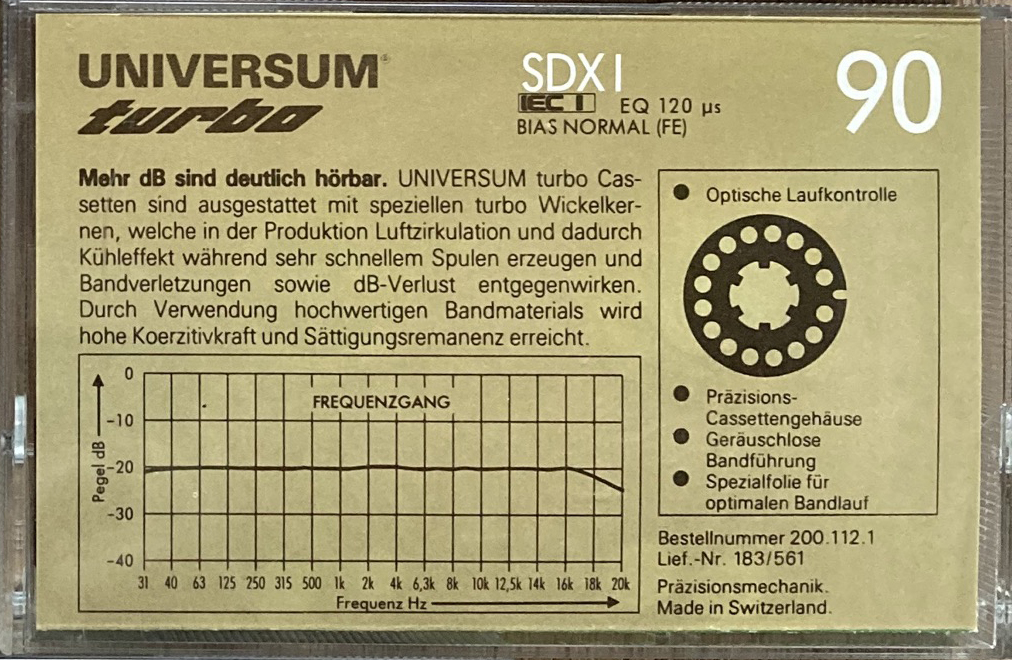 UNIVERSUM®
turbo
SDX I
IEC I EQ 120 µs
BIAS NORMAL (FE)
90
Mehr dB sind deutlich hörbar. UNIVERSUM turbo Cas-
setten sind ausgestattet mit speziellen turbo Wickelker-
nen, welche in der Produktion Luftzirkulation und dadurch
Kühleffekt während sehr schnellem Spulen erzeugen und
Bandverletzungen sowie dB-Verlust entgegenwirken.
Durch Verwendung hochwertigen Bandmaterials wird
hohe Koerzitivkraft und Sättigungsremanenz erreicht.
FREQUENZGANG
Pegel dB
0
-10
-20
-30
-40
31 40 63 125 250 315 500 1k 2k 4k 6,3k 8k 10k 12,5k 14k 16k 18k 20k
Frequenz Hz
● Optische Laufkontrolle
● Präzisions-
Cassettengehäuse
● Geräuschlose
Bandführung
● Spezialfolie für
optimalen Bandlauf
Bestellnummer 200.112.1
Lief.-Nr. 183/561
Präzisionsmechanik.
Made in Switzerland.